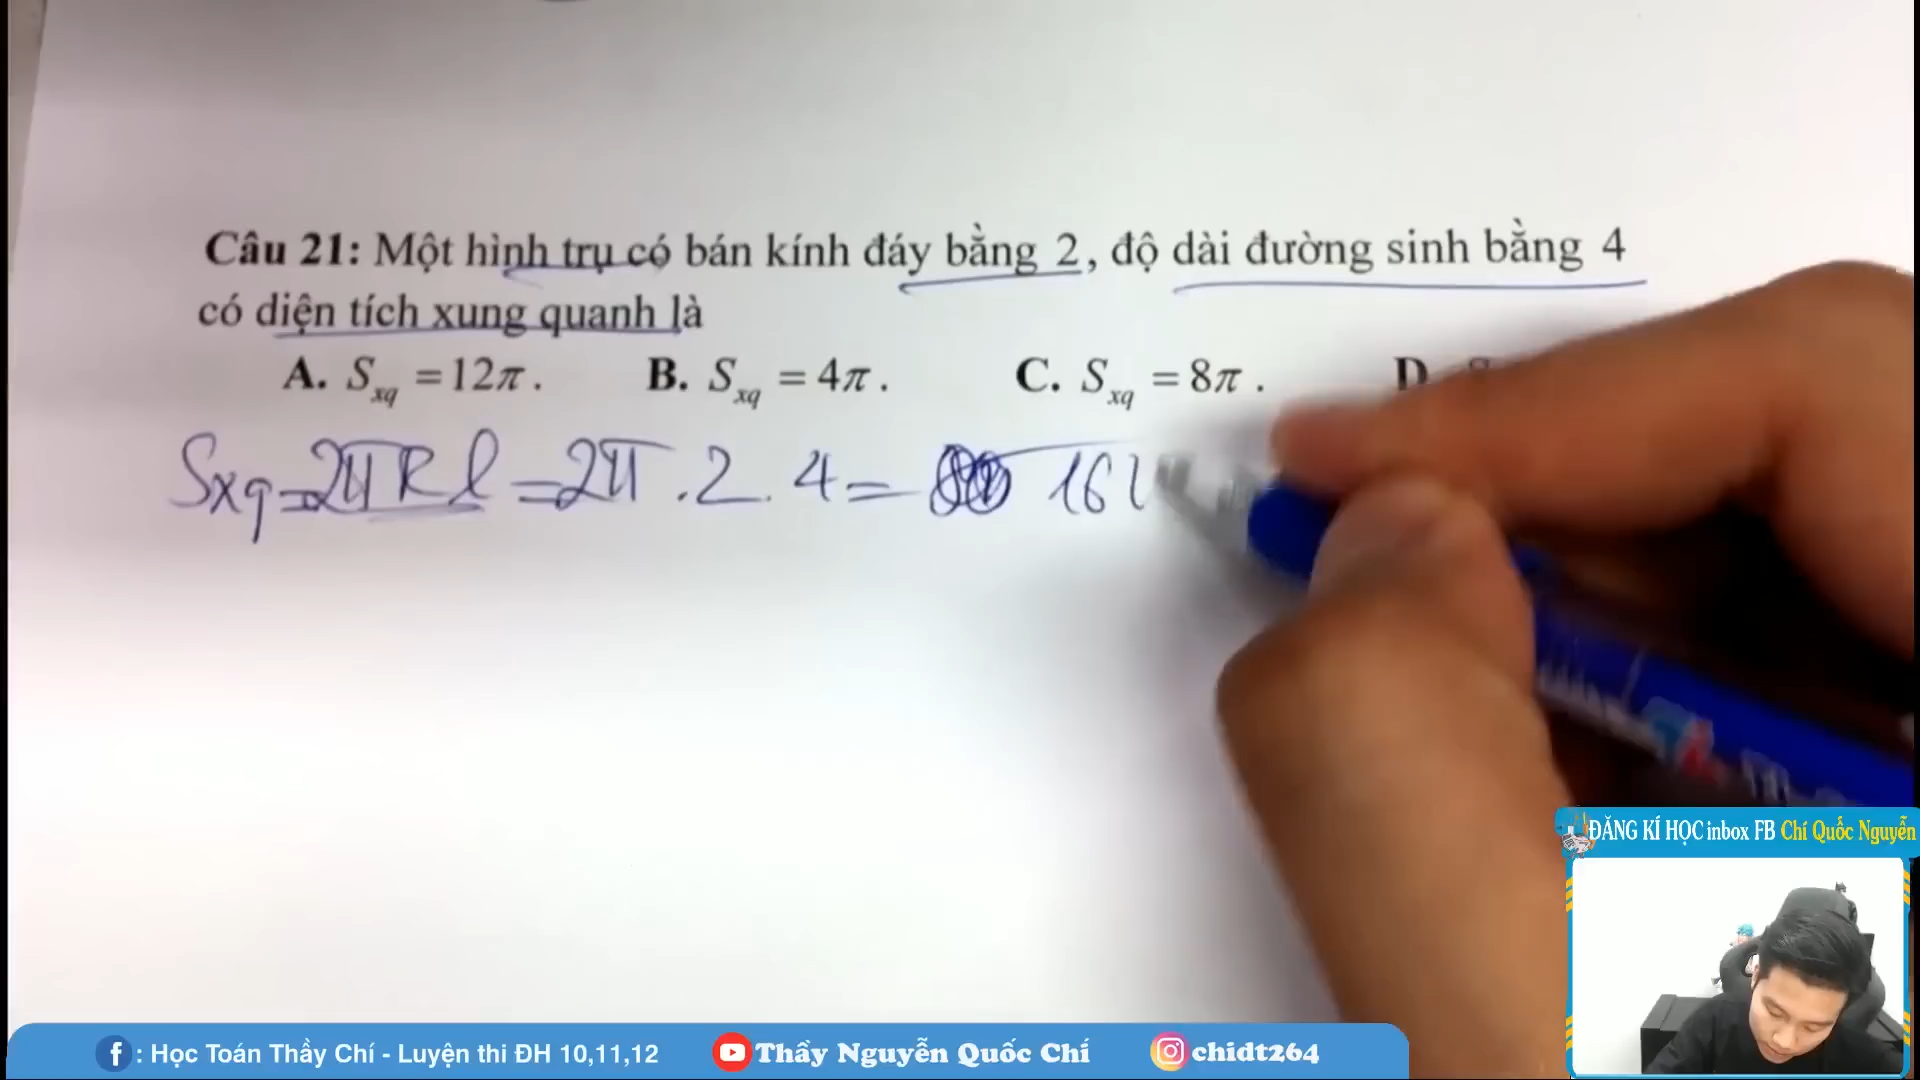 Câu 21: Một hình trụ có bán kính đáy bằng 2, độ dài đường sinh bằng 4
có diện tích xung quanh là
A. Sxq = 12π. B. Sxq = 4π. C. Sxq = 8π. D.
Sxq = 2πRl = 2π . 2 . 4 = 16
ĐĂNG KÍ HỌC inbox FB Chí Quốc Nguyễn
: Học Toán Thầy Chí - Luyện thi ĐH 10,11,12 Thầy Nguyễn Quốc Chí chidt264